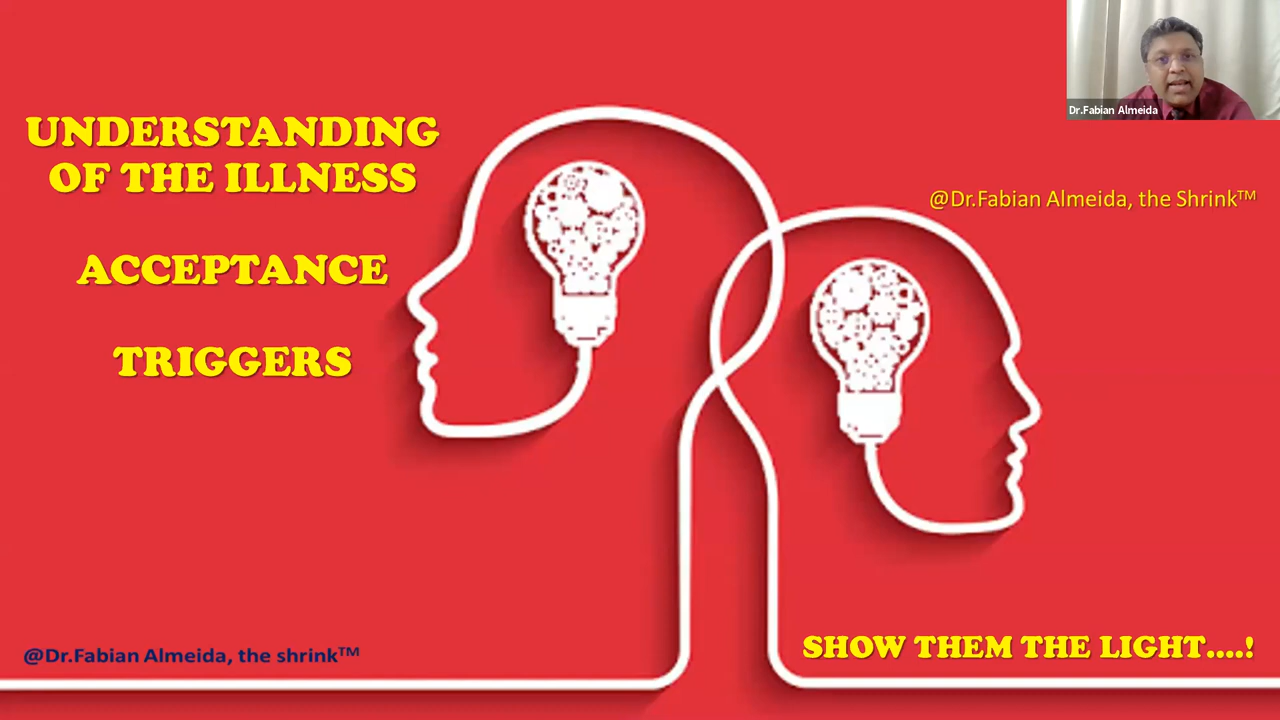 Dr.Fabian Almeida
UNDERSTANDING
OF THE ILLNESS
@Dr.Fabian Almeida, the Shrink™
ACCEPTANCE
TRIGGERS
SHOW THEM THE LIGHT....!
@Dr.Fabian Almeida, the shrink™